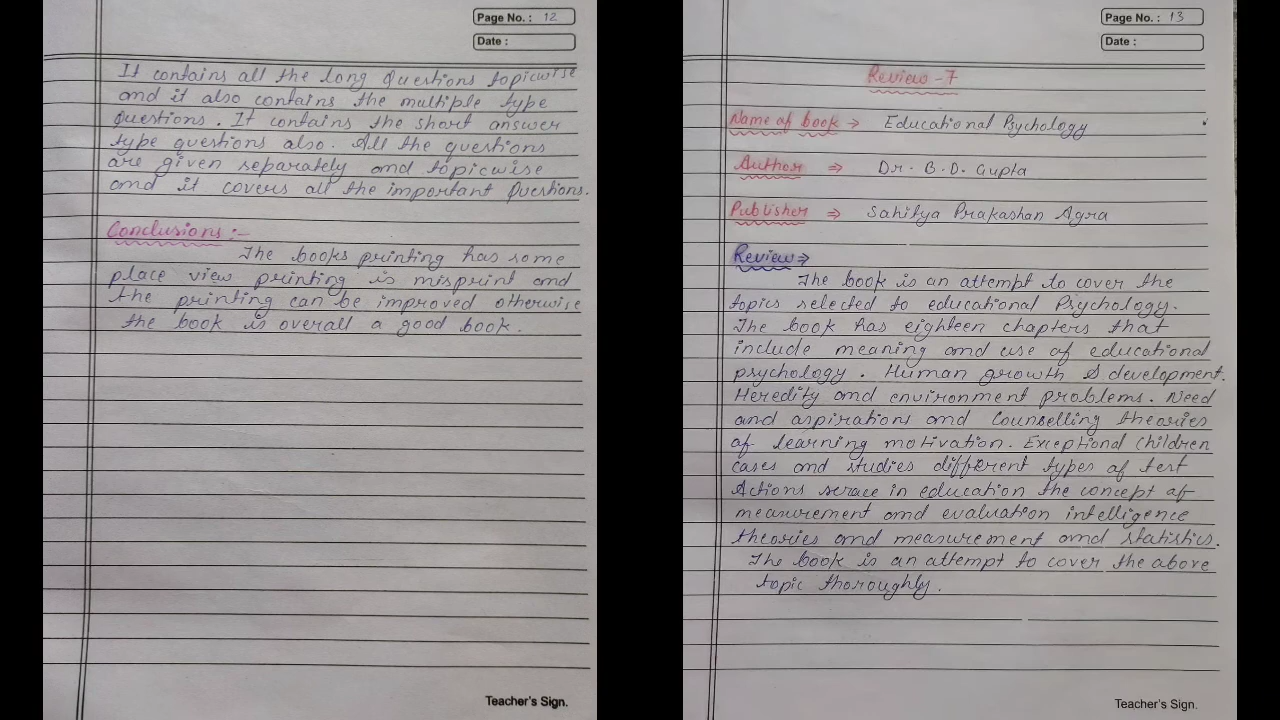 Page No. : 12
Date :
It contains all the long Questions topicwise
and it also contains the multiple type
Questions. It contains the short answer
type questions also. All the questions
are given separately and topicwise
and it covers all the important Questions.
Conclusions :-
The books printing has some
place view printing is misprint and
the printing can be improved otherwise
the book is overall a good book.
Teacher's Sign.
Page No. : 13
Date :
Review - 7
Name of book → Educational Psychology
Author ⇒ Dr. B.D. Gupta
Publisher ⇒ Sahitya Prakashan Agra
Review ⇒
The book is an attempt to cover the
topics selected to educational Psychology.
The book has eighteen chapters that
include meaning and use of educational
psychology. Human growth & development.
Heredity and environment problems. Need
and aspirations and Counselling theories
of learning motivation. Exceptional Children
cases and studies different types of test
Actions in education the concept of
measurement and evaluation intelligence
theories and measurement and statistics.
The book is an attempt to cover the above
topic thoroughly.
Teacher's Sign.